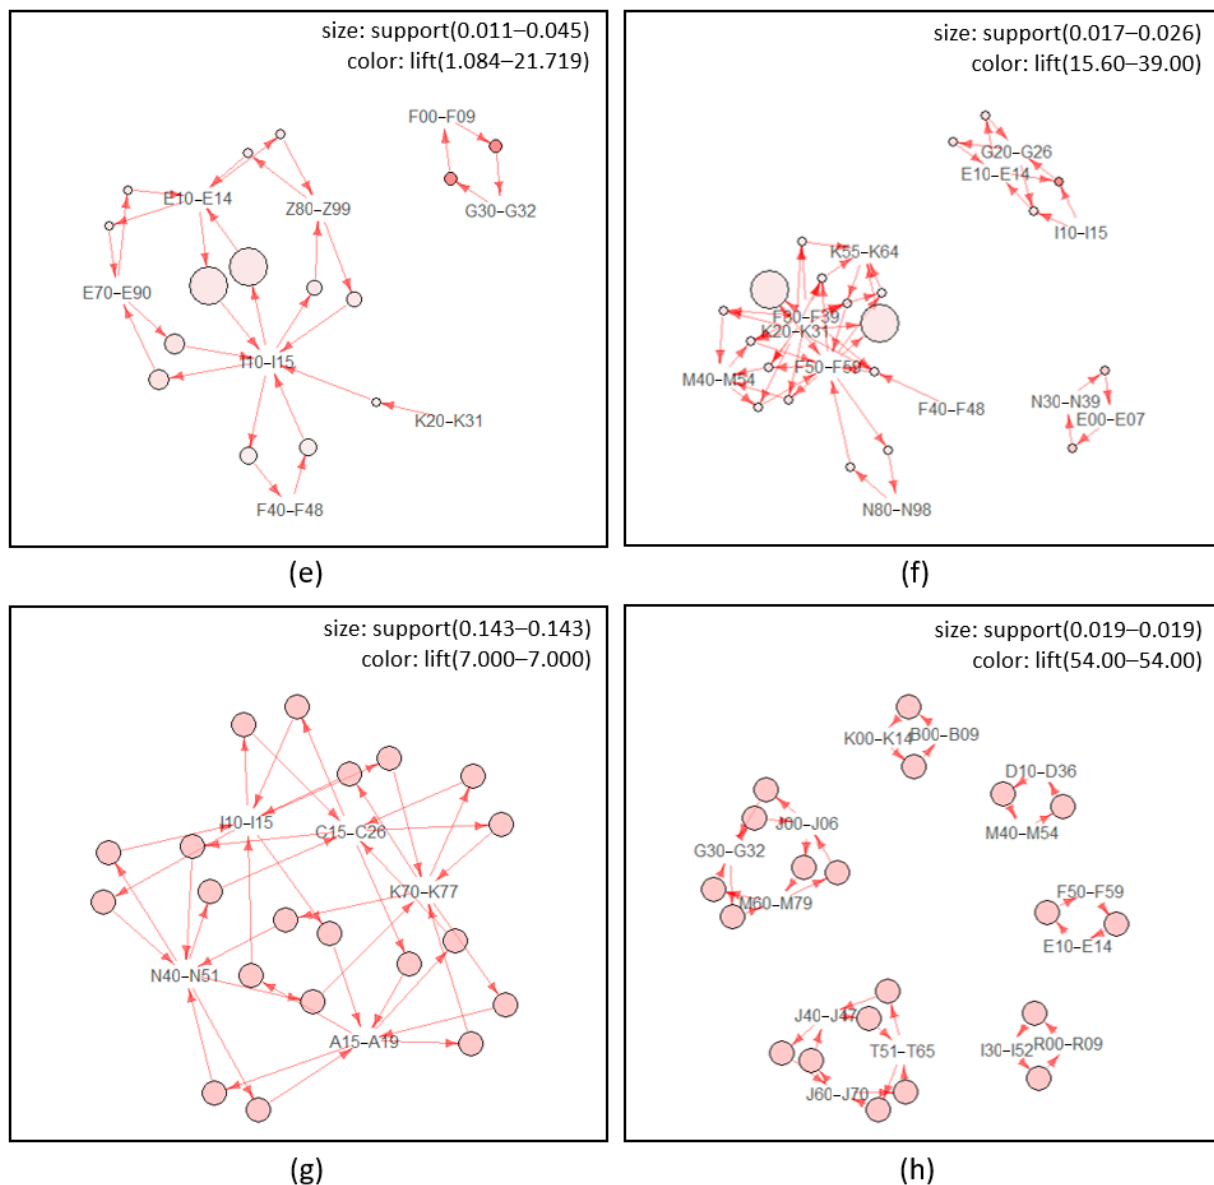 size: support(0.011–0.045)
color: lift(1.084–21.719)
F00–F09
E10–E14
Z80–Z99
G30–G32
E70–E90
I10–I15
K20–K31
F40–F48
(e)
size: support(0.017–0.026)
color: lift(15.60–39.00)
G20–G26
E10–E14
I10–I15
K55–K64
F30–F39
K20–K31
F50–F59
M40–M54
F40–F48
N30–N39
E00–E07
N80–N98
(f)
size: support(0.143–0.143)
color: lift(7.000–7.000)
I10–I15
C15–C26
K70–K77
N40–N51
A15–A19
(g)
size: support(0.019–0.019)
color: lift(54.00–54.00)
K00–K14
B00–B09
D10–D36
M40–M54
J00–J06
G30–G32
M60–M79
F50–F59
E10–E14
J40–J47
T51–T65
J60–J70
I30–I52
R00–R09
(h)